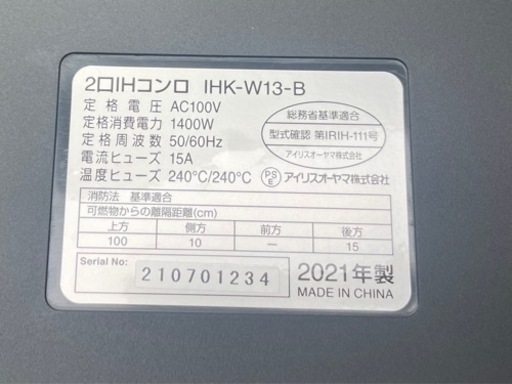 2口IHコンロ IHK-W13-B
定格電圧 AC100V
定格消費電力 1400W
定格周波数 50/60Hz
電流ヒューズ 15A
温度ヒューズ 240℃/240℃
総務省基準適合
型式確認 第IRIH-111号
アイリスオーヤマ株式会社
PSE アイリスオーヤマ株式会社
消防法 基準適合
可燃物からの離隔距離(cm)
上方 側方 前方 後方
100 10 ー 15
Serial No: 210701234
2021年製
MADE IN CHINA